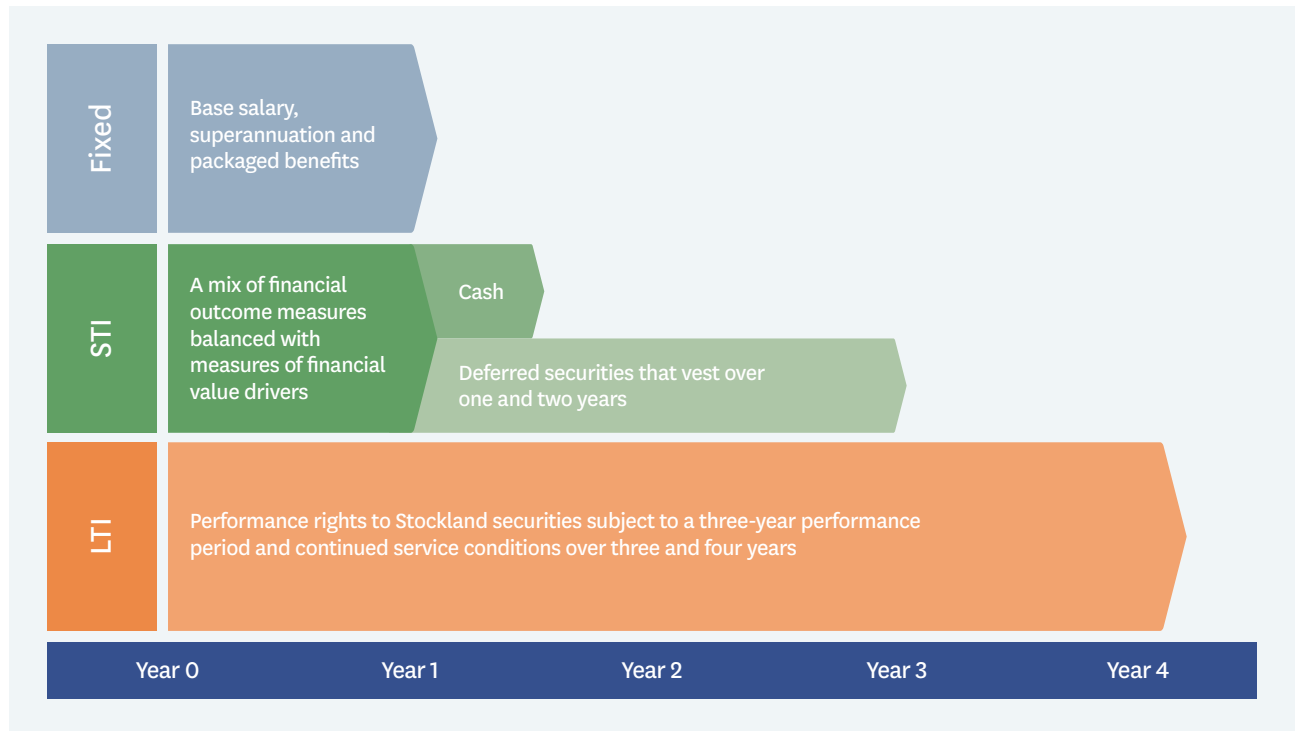 Fixed
Base salary,
superannuation and
packaged benefits
STI
A mix of financial
outcome measures
balanced with
measures of financial
value drivers
Cash
Deferred securities that vest over
one and two years
LTI
Performance rights to Stockland securities subject to a three-year performance
period and continued service conditions over three and four years
Year 0
Year 1
Year 2
Year 3
Year 4